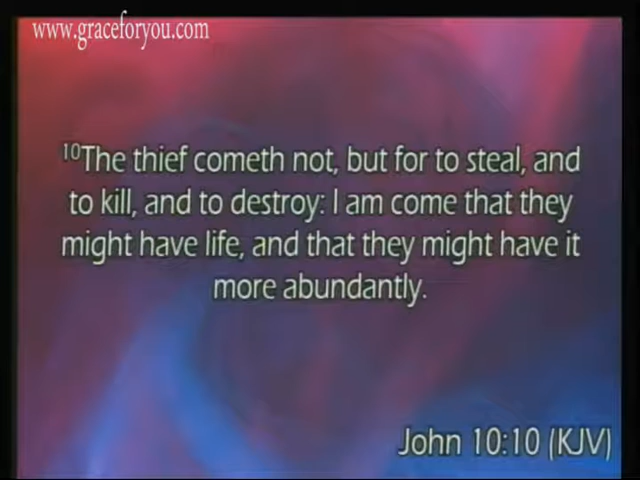 www.graceforyou.com
10The thief cometh not, but for to steal, and
to kill, and to destroy: I am come that they
might have life, and that they might have it
more abundantly.
John 10:10 (KJV)